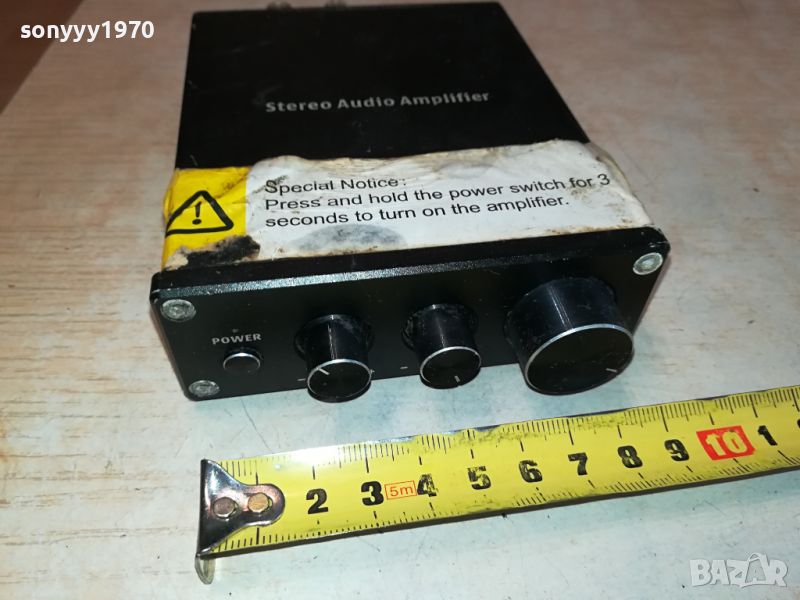 sonyyy1970
Stereo Audio Amplifier
Special Notice:
Press and hold the power switch for 3
seconds to turn on the amplifier.
POWER
- +
-
2 3 5m 4 5 6 7 8 9 10 1
BAZAR